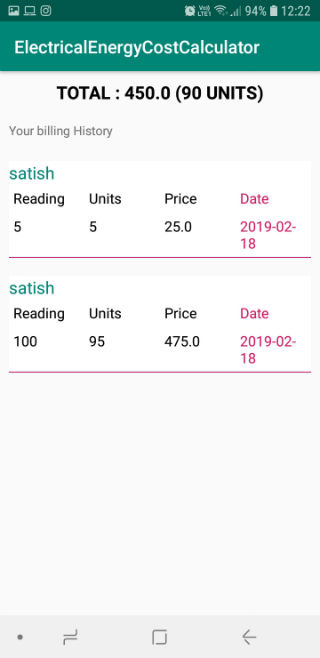 94% 12:22
ElectricalEnergyCostCalculator
TOTAL : 450.0 (90 UNITS)
Your billing History
satish
Reading Units Price Date
5 5 25.0 2019-02-
18
satish
Reading Units Price Date
100 95 475.0 2019-02-
18